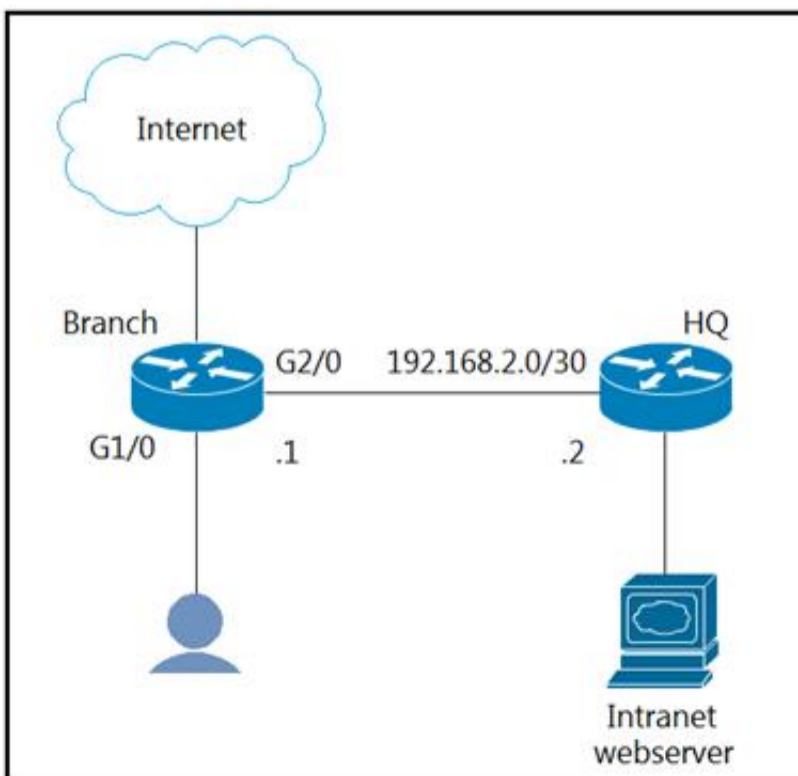 Internet
Branch
HQ
G2/0
192.168.2.0/30
G1/0
.1
.2
Intranet
webserver